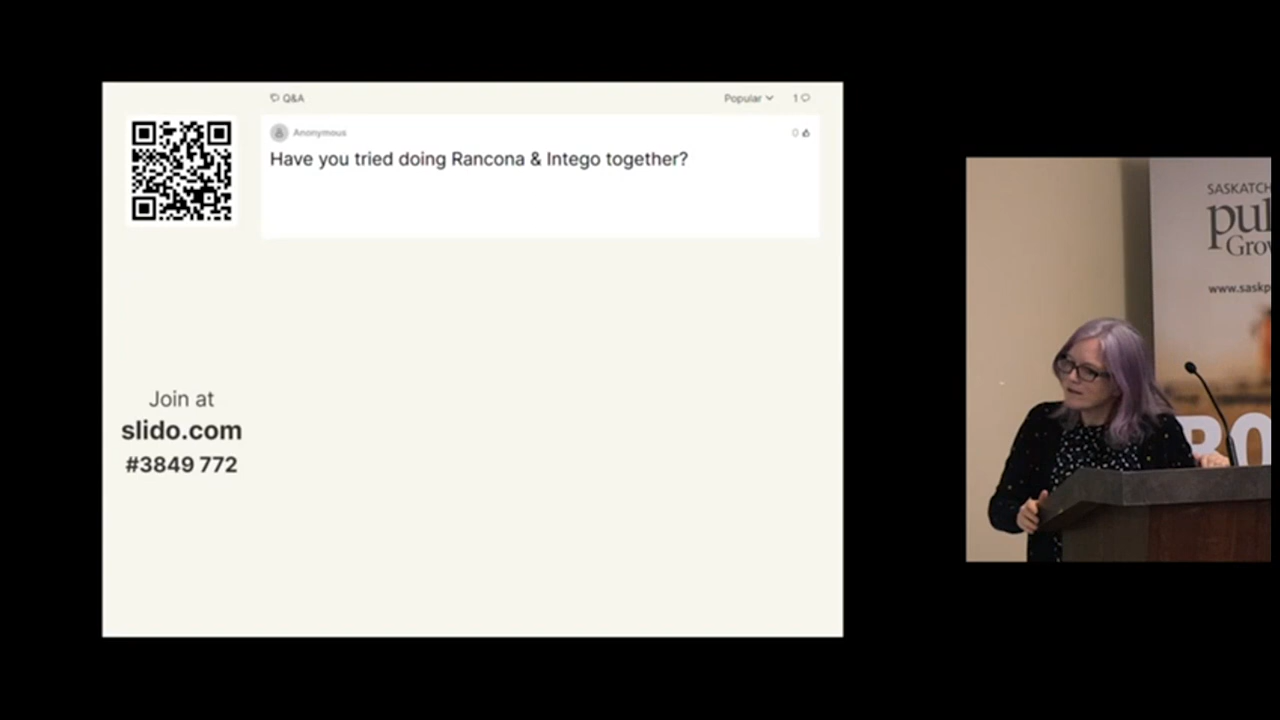 Q&A
Popular
1
Anonymous
0
Have you tried doing Rancona & Intego together?
Join at
slido.com
#3849 772
SASKATCH
pul
Grow
www.saskp
BO